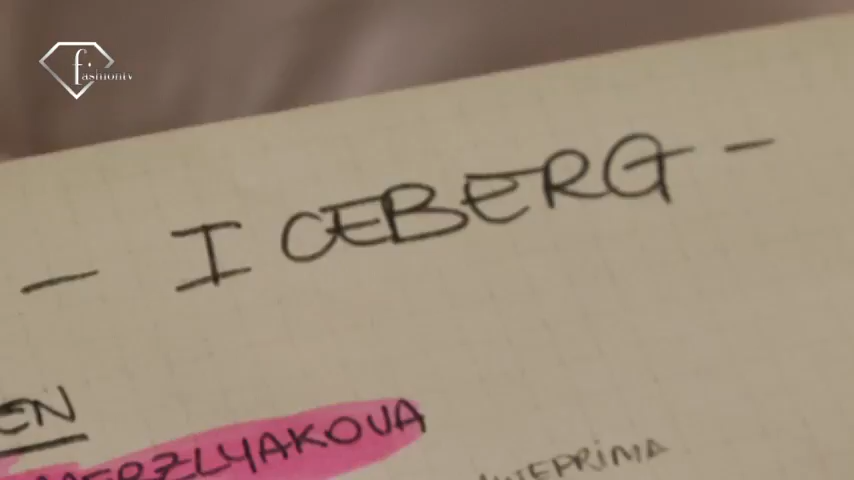 fashiontv
- ICEBERG -
EN
MERZLYAKOVA
ANTEPRIMA